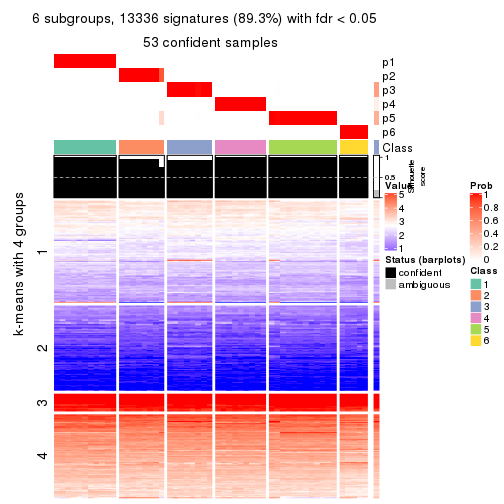 6 subgroups, 13336 signatures (89.3%) with fdr < 0.05
53 confident samples
p1
p2
p3
p4
p5
p6
Class
1
0.5
Silhouette
score
k-means with 4 groups
1
2
3
4
Value
5
4
3
2
1
Status (barplots)
confident
ambiguous
Prob
1
0.8
0.6
0.4
0.2
0
Class
1
2
3
4
5
6